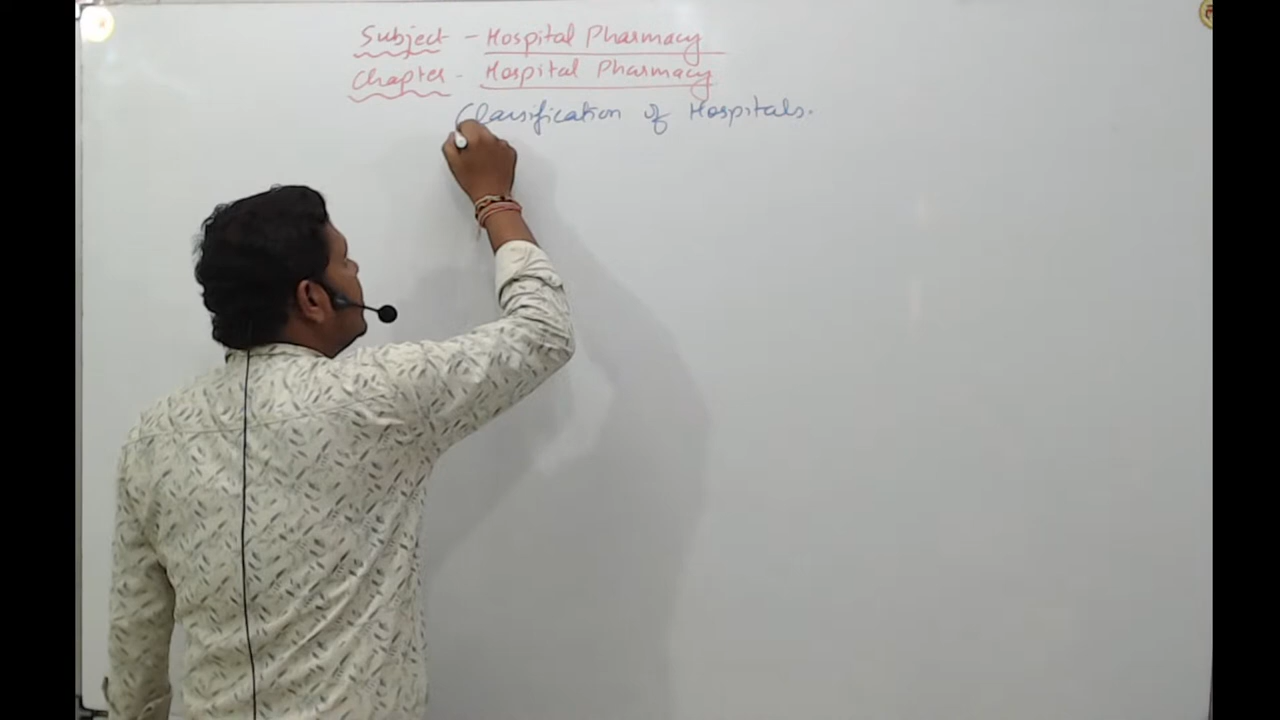 Subject - Hospital Pharmacy
Chapter - Hospital Pharmacy
Classification of Hospitals.